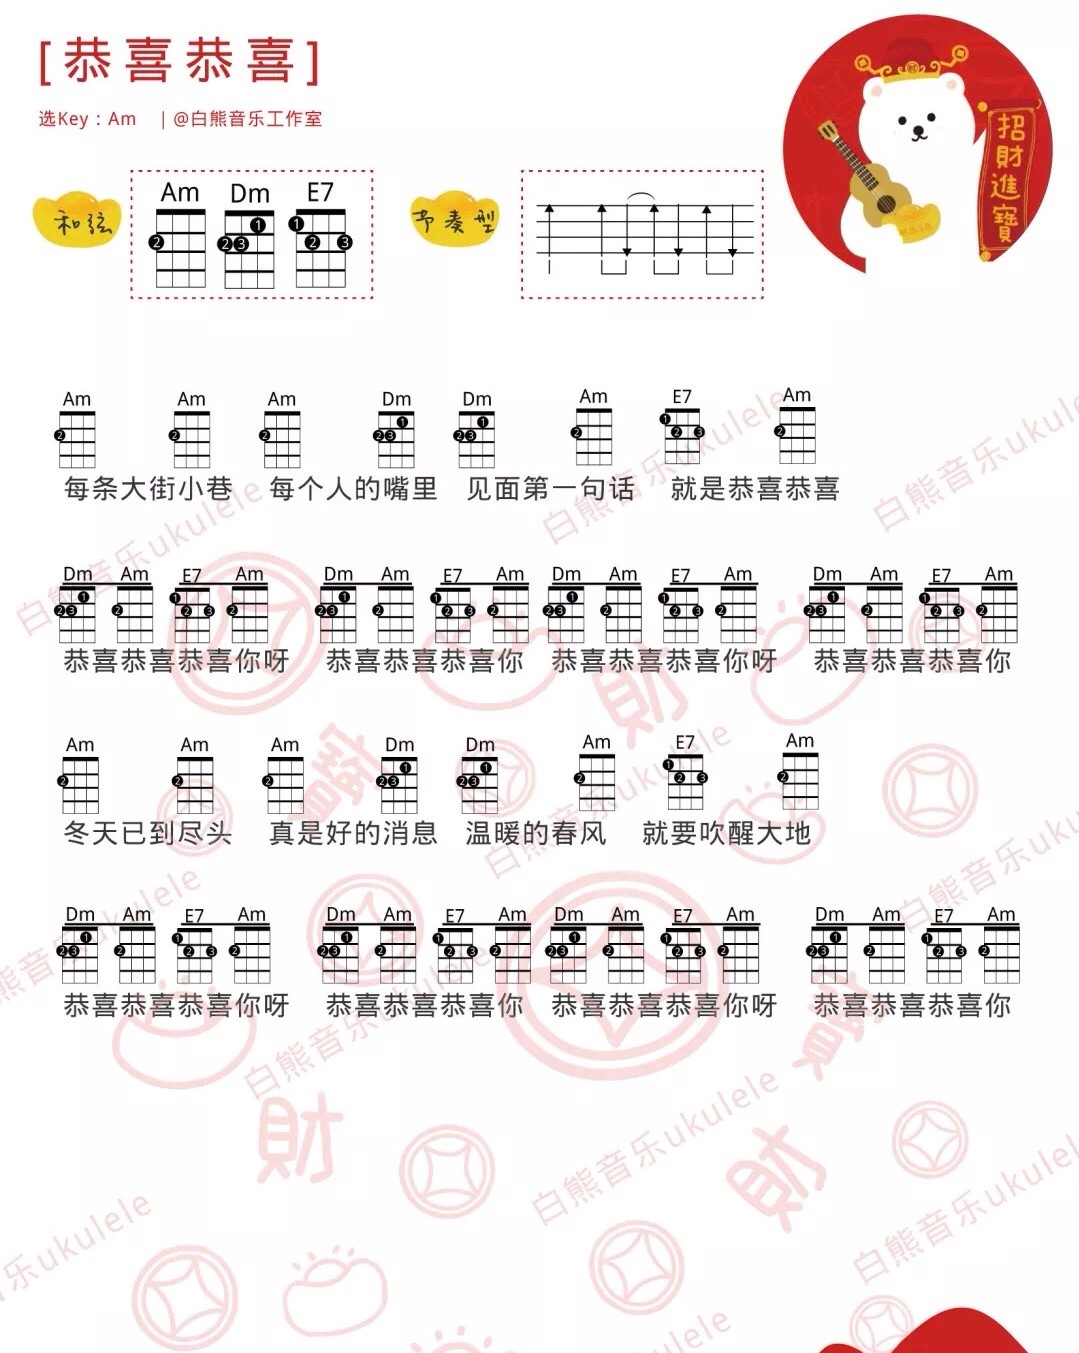 [恭喜恭喜]
选Key：Am ｜@白熊音乐工作室
招財進寶
和弦 Am Dm E7
节奏型
Am Am Am Dm Dm Am E7 Am
每条大街小巷 每个人的嘴里 见面第一句话 就是恭喜恭喜
Dm Am E7 Am Dm Am E7 Am Dm Am E7 Am Dm Am E7 Am
恭喜恭喜恭喜你呀 恭喜恭喜恭喜你 恭喜恭喜恭喜你呀 恭喜恭喜恭喜你
Am Am Am Dm Dm Am E7 Am
冬天已到尽头 真是好的消息 温暖的春风 就要吹醒大地
Dm Am E7 Am Dm Am E7 Am Dm Am E7 Am Dm Am E7 Am
恭喜恭喜恭喜你呀 恭喜恭喜恭喜你 恭喜恭喜恭喜你呀 恭喜恭喜恭喜你
白熊音乐ukulele
財
寶